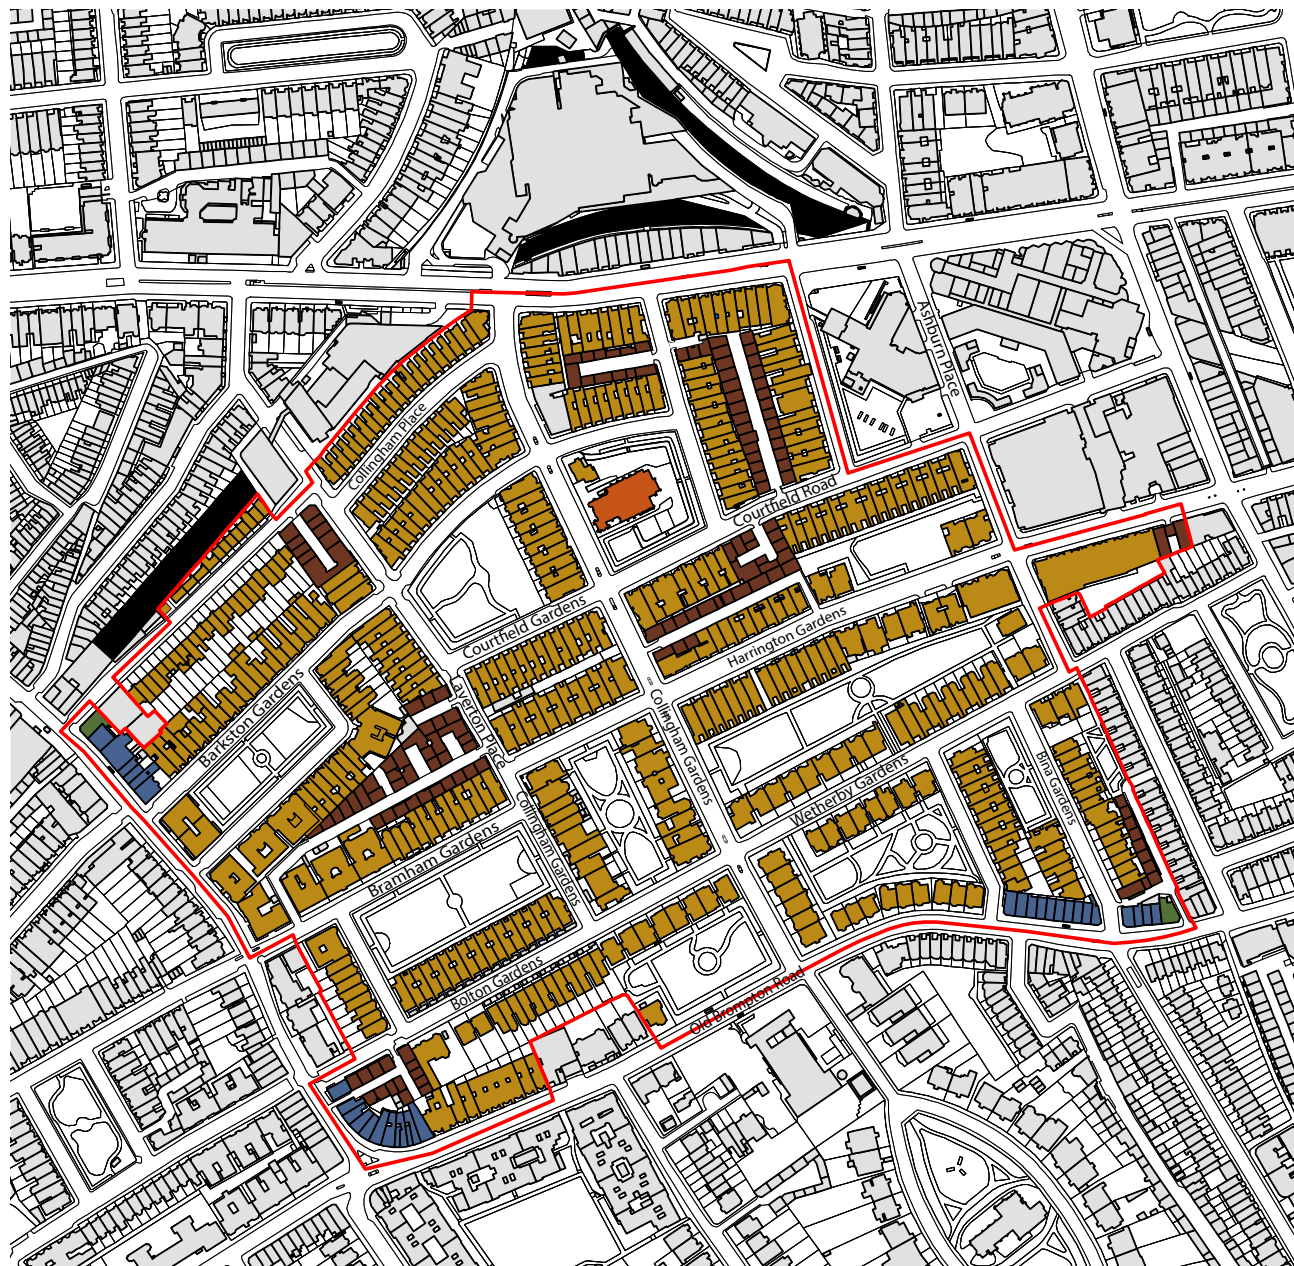 Ashburn Place
Collingham Place
Courtfield Road
Courtfield Gardens
Harrington Gardens
Barkston Gardens
Laverton Place
Collingham Gardens
Wetherby Gardens
Bina Gardens
Collingham Gardens
Bramham Gardens
Bolton Gardens
Old Brompton Road